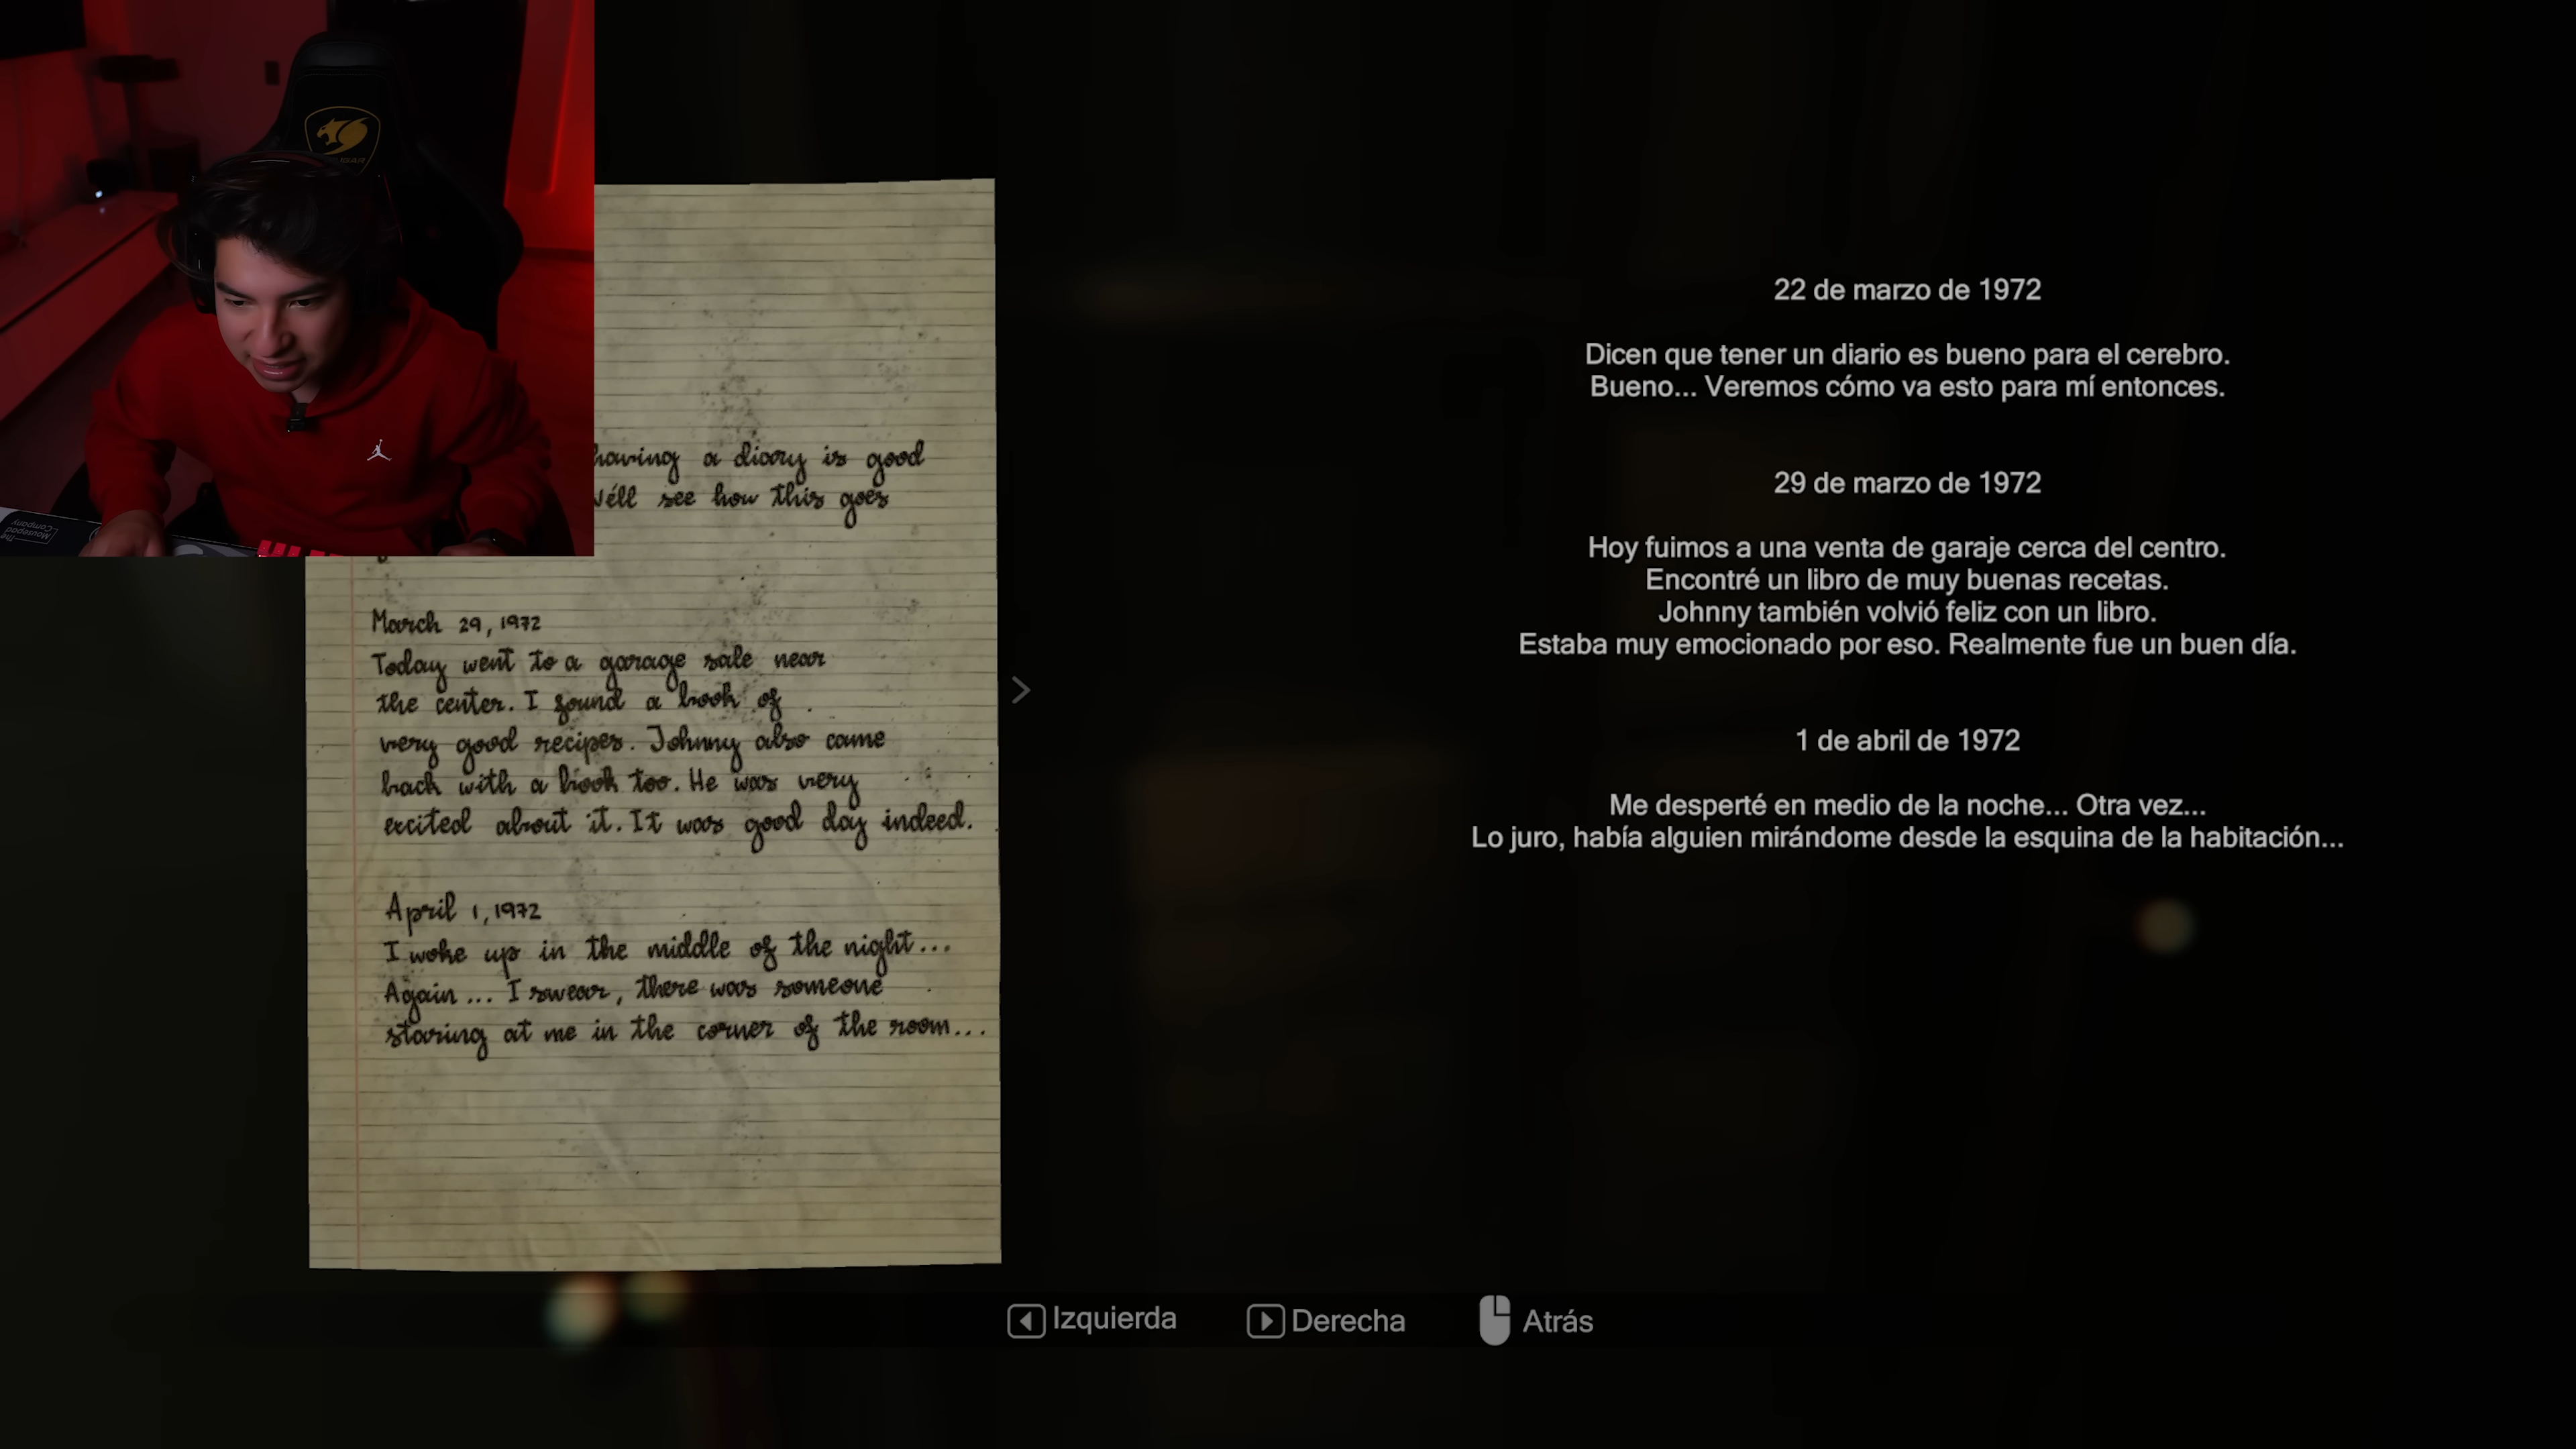 having a diary is good
We'll see how this goes
March 29, 1972
Today went to a garage sale near
the center. I found a book of
very good recipes. Johnny also came
back with a book too. He was very
excited about it. It was good day indeed.
April 1, 1972
I woke up in the middle of the night...
Again... I swear, there was someone
staring at me in the corner of the room...
22 de marzo de 1972
Dicen que tener un diario es bueno para el cerebro.
Bueno... Veremos cómo va esto para mí entonces.
29 de marzo de 1972
Hoy fuimos a una venta de garaje cerca del centro.
Encontré un libro de muy buenas recetas.
Johnny también volvió feliz con un libro.
Estaba muy emocionado por eso. Realmente fue un buen día.
1 de abril de 1972
Me desperté en medio de la noche... Otra vez...
Lo juro, había alguien mirándome desde la esquina de la habitación...
Izquierda
Derecha
Atrás
The
Mousepad
Company